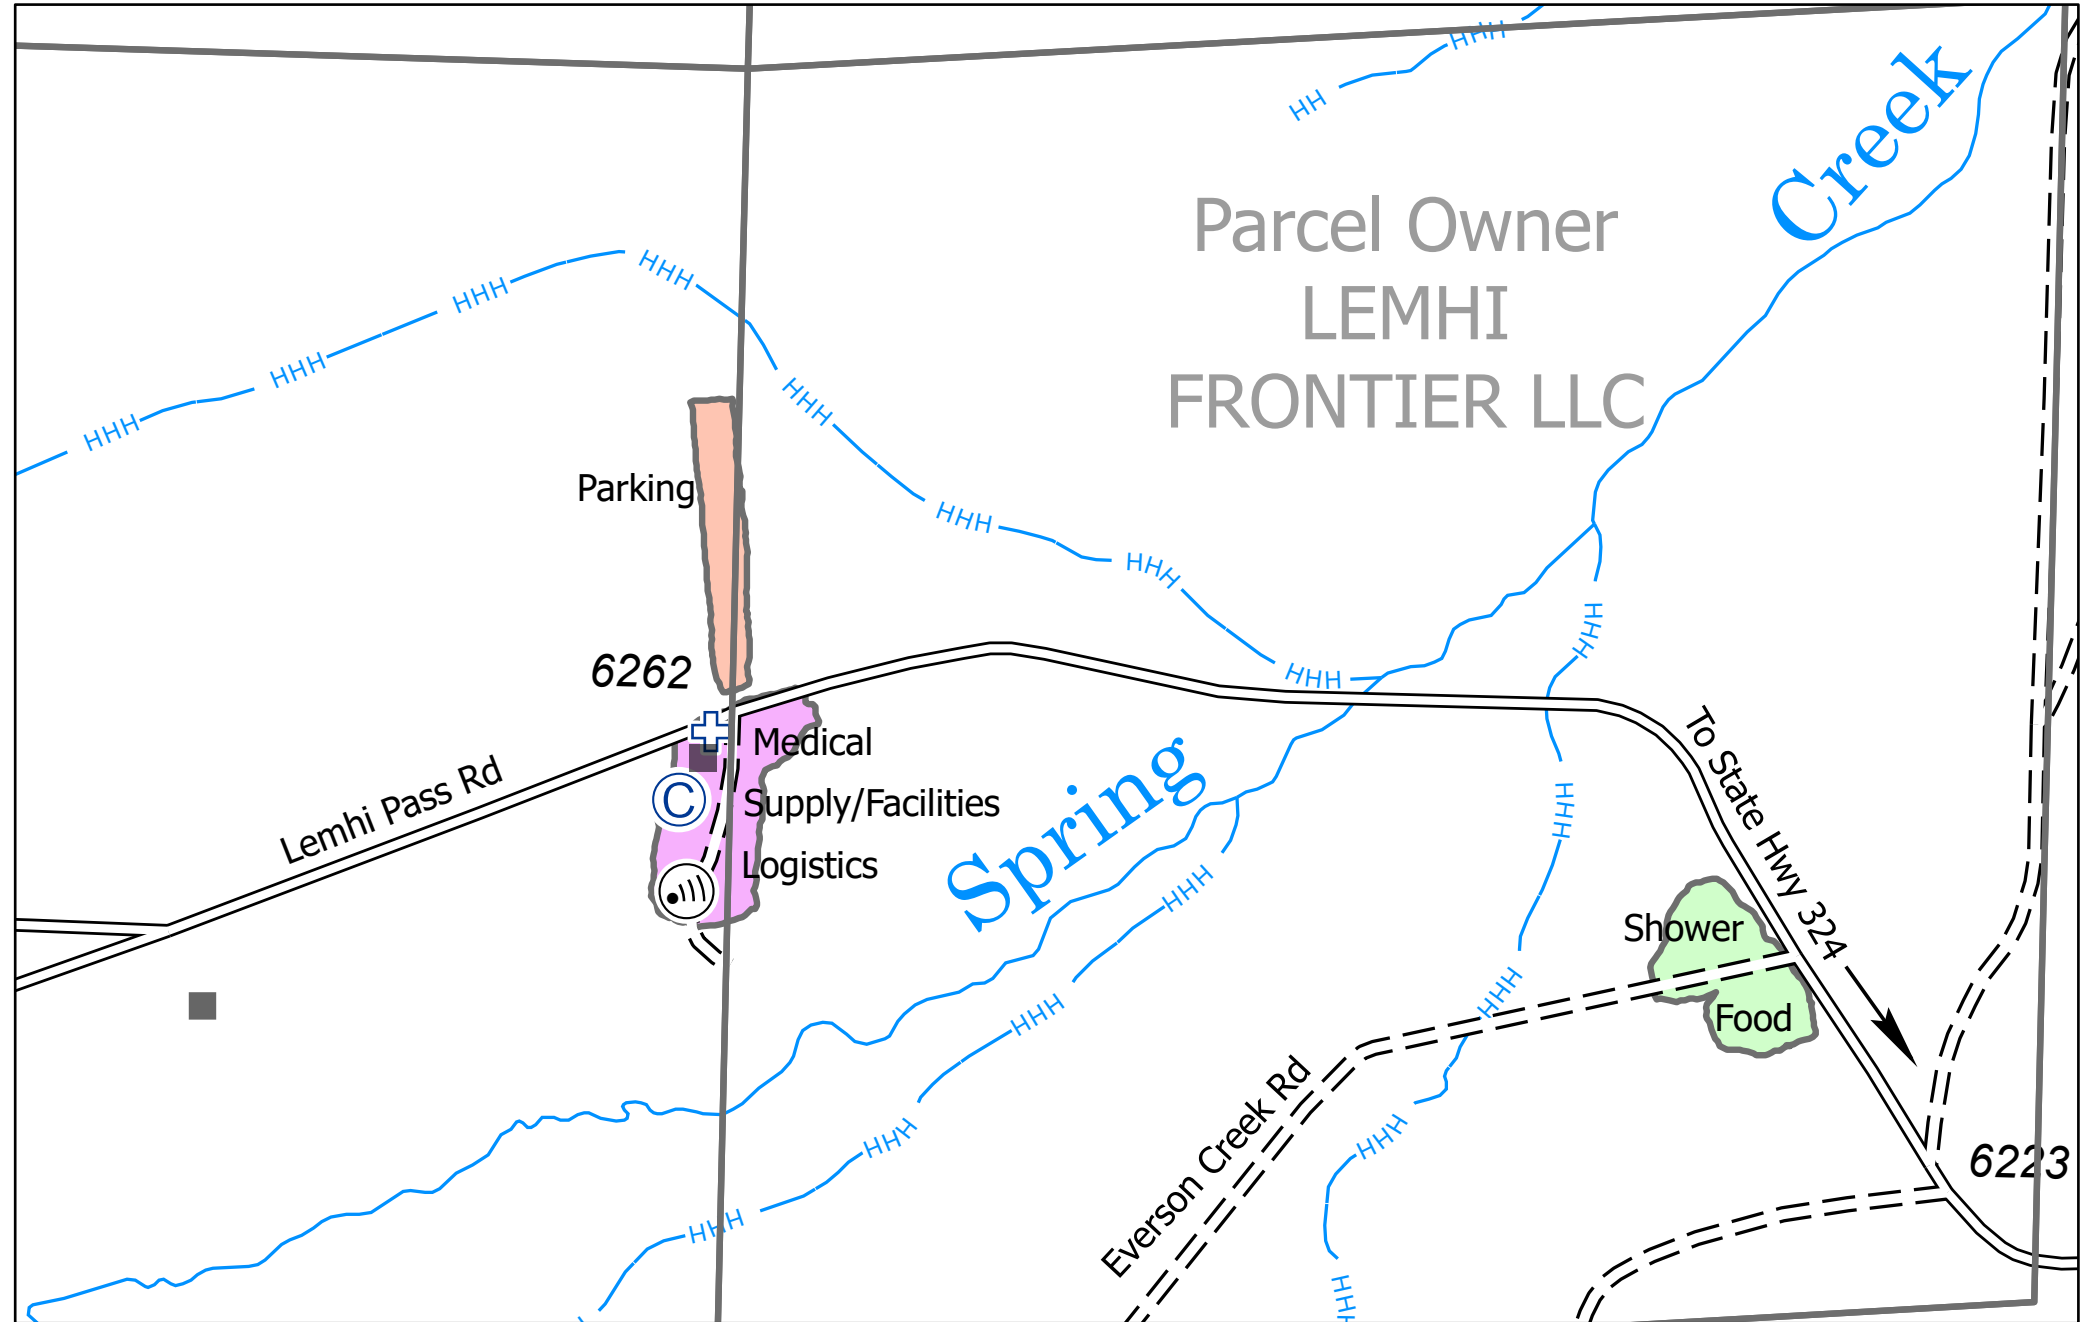 Creek
Parcel Owner
LEMHI
FRONTIER LLC
Parking
6262
Medical
C
Supply/Facilities
Logistics
Lemhi Pass Rd
Spring
To State Hwy 324
Shower
Food
Everson Creek Rd
6223